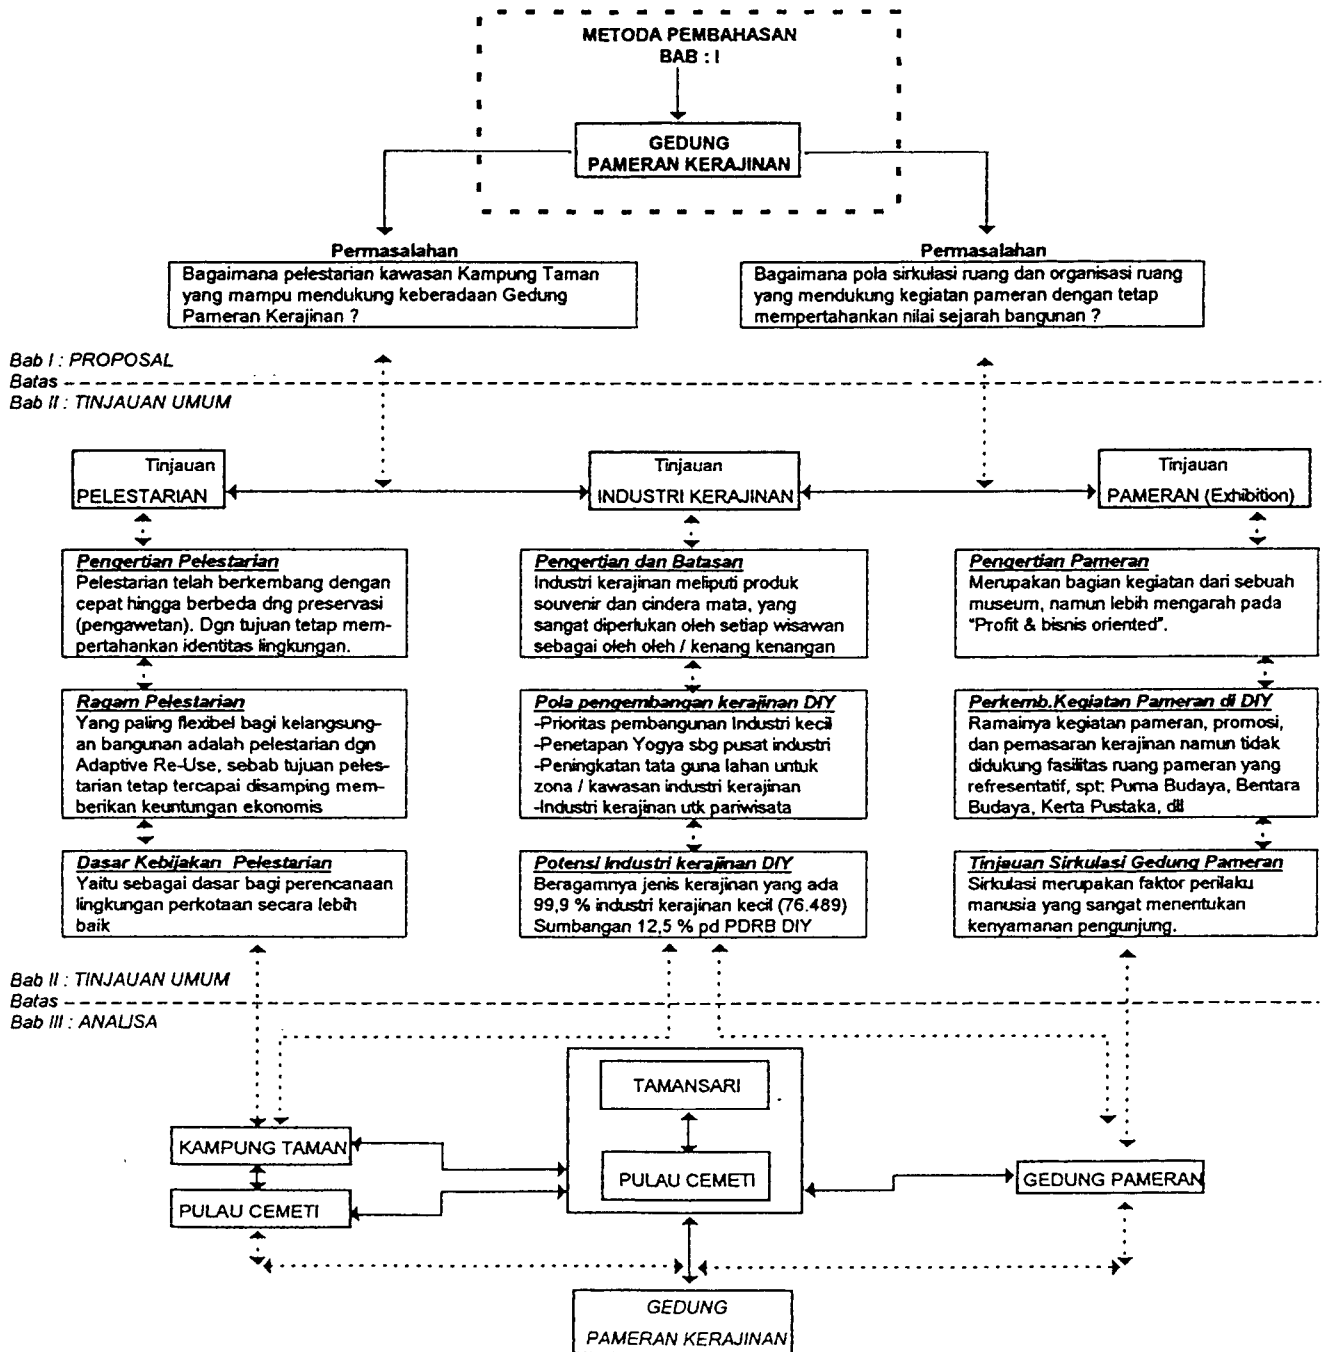 METODA PEMBAHASAN
BAB : I
GEDUNG
PAMERAN KERAJINAN
Permasalahan
Bagaimana pelestarian kawasan Kampung Taman
yang mampu mendukung keberadaan Gedung
Pameran Kerajinan ?
Permasalahan
Bagaimana pola sirkulasi ruang dan organisasi ruang
yang mendukung kegiatan pameran dengan tetap
mempertahankan nilai sejarah bangunan ?
Bab I : PROPOSAL
Batas
Bab II : TINJAUAN UMUM
Tinjauan
PELESTARIAN
Tinjauan
INDUSTRI KERAJINAN
Tinjauan
PAMERAN (Exhibition)
Pengertian Pelestarian
Pelestarian telah berkembang dengan
cepat hingga berbeda dng preservasi
(pengawetan). Dgn tujuan tetap mem-
pertahankan identitas lingkungan.
Pengertian dan Batasan
Industri kerajinan meliputi produk
souvenir dan cindera mata, yang
sangat diperlukan oleh setiap wisawan
sebagai oleh oleh / kenang kenangan
Pengertian Pameran
Merupakan bagian kegiatan dari sebuah
museum, namun lebih mengarah pada
"Profit & bisnis oriented".
Ragam Pelestarian
Yang paling flexibel bagi kelangsung-
an bangunan adalah pelestarian dgn
Adaptive Re-Use, sebab tujuan peles-
tarian tetap tercapai disamping mem-
berikan keuntungan ekonomis
Pola pengembangan kerajinan DIY
-Prioritas pembangunan Industri kecil
-Penetapan Yogya sbg pusat industri
-Peningkatan tata guna lahan untuk
zona / kawasan industri kerajinan
-Industri kerajinan utk pariwisata
Perkemb.Kegiatan Pameran di DIY
Ramainya kegiatan pameran, promosi,
dan pemasaran kerajinan namun tidak
didukung fasilitas ruang pameran yang
refresentatif, spt: Purna Budaya, Bentara
Budaya, Kerta Pustaka, dll
Dasar Kebijakan Pelestarian
Yaitu sebagai dasar bagi perencanaan
lingkungan perkotaan secara lebih
baik
Potensi Industri kerajinan DIY
Beragamnya jenis kerajinan yang ada
99,9 % industri kerajinan kecil (76.489)
Sumbangan 12,5 % pd PDRB DIY
Tinjauan Sirkulasi Gedung Pameran
Sirkulasi merupakan faktor perilaku
manusia yang sangat menentukan
kenyamanan pengunjung.
Bab II : TINJAUAN UMUM
Batas
Bab III : ANALISA
TAMANSARI
KAMPUNG TAMAN
PULAU CEMETI
GEDUNG PAMERAN
PULAU CEMETI
GEDUNG
PAMERAN KERAJINAN